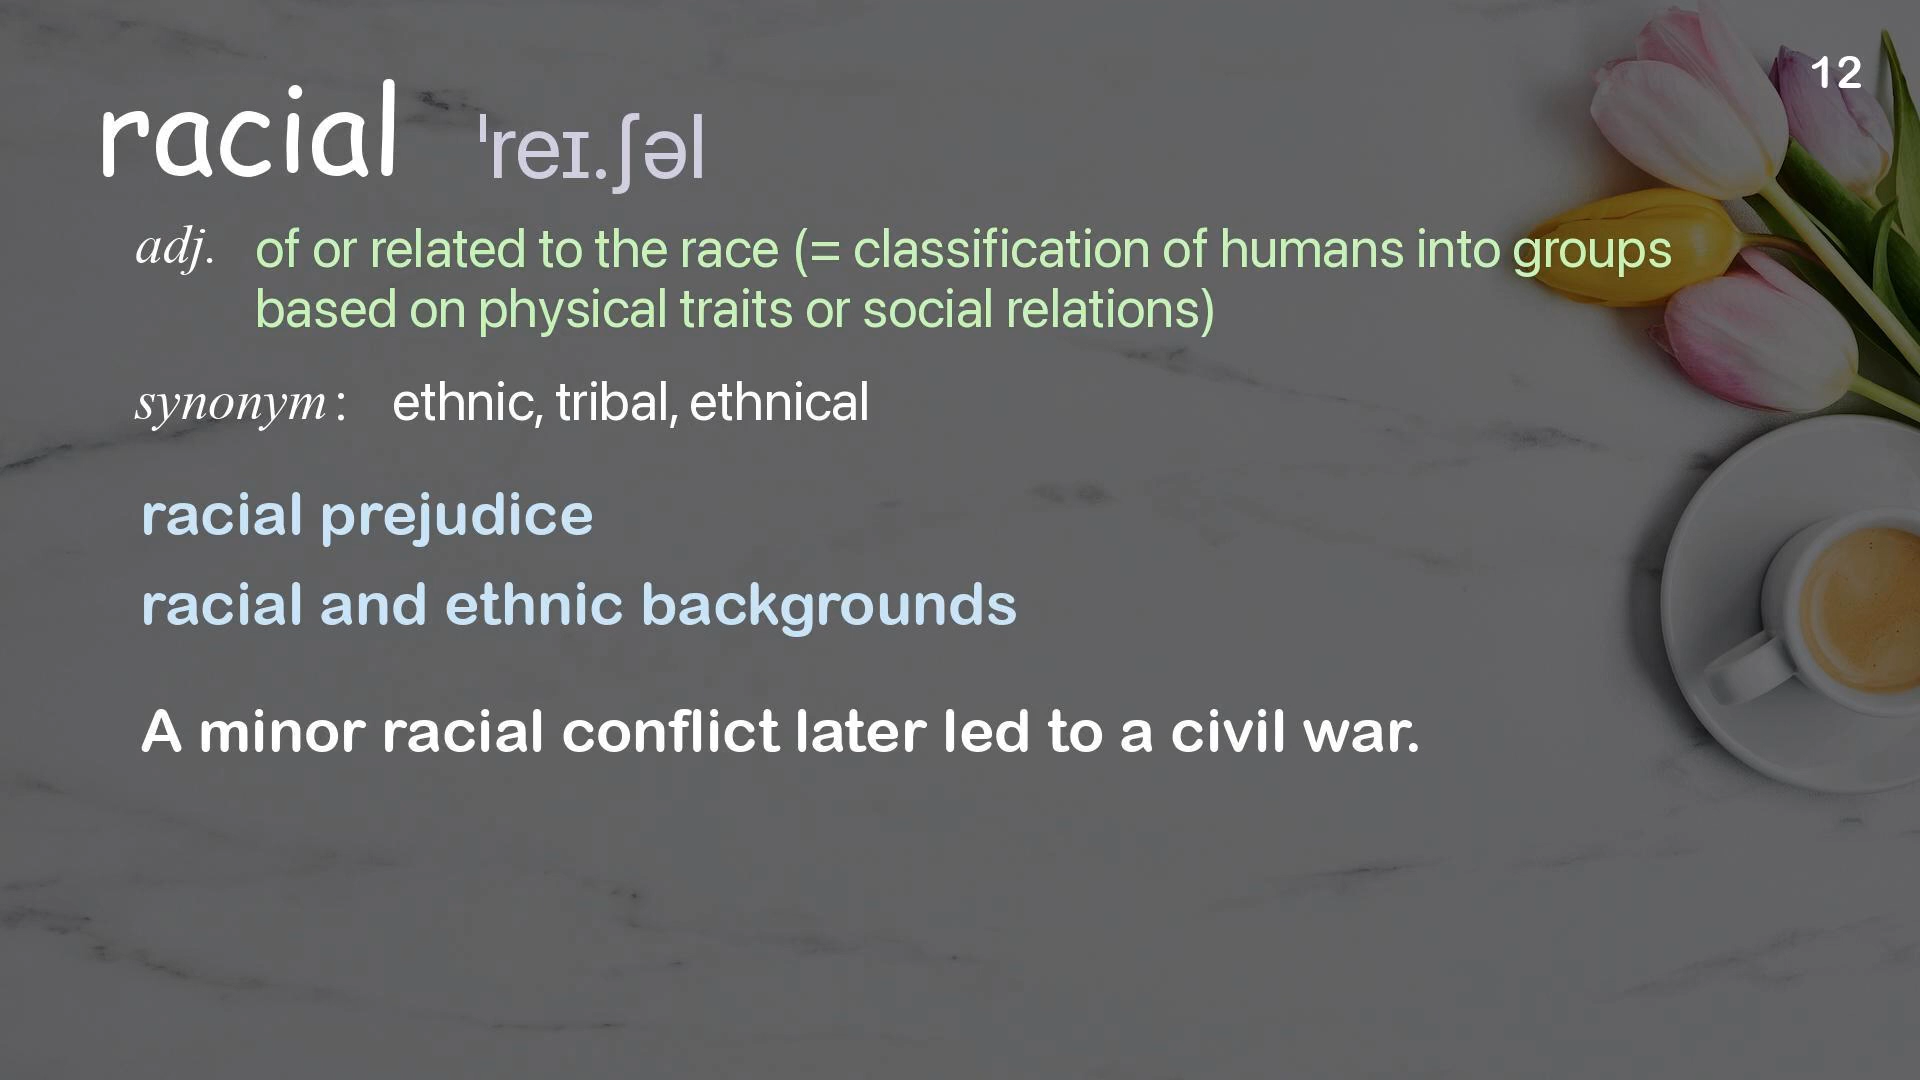 12
racial ˈreɪ.ʃəl
adj. of or related to the race (= classification of humans into groups
based on physical traits or social relations)
synonym: ethnic, tribal, ethnical
racial prejudice
racial and ethnic backgrounds
A minor racial conflict later led to a civil war.